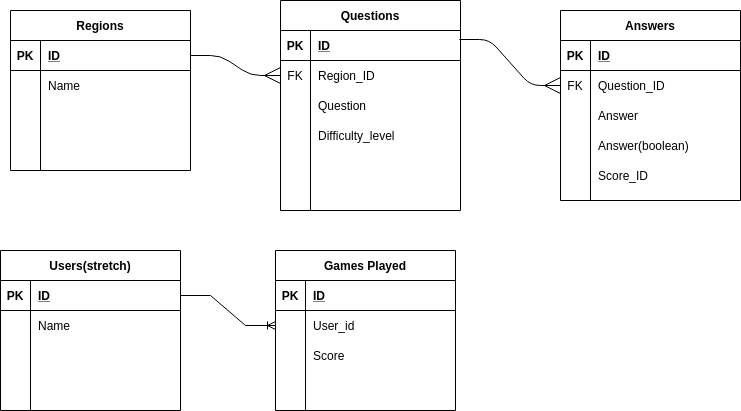 Regions
PK ID
Name
Questions
PK ID
FK Region_ID
Question
Difficulty_level
Answers
PK ID
FK Question_ID
Answer
Answer(boolean)
Score_ID
Users(stretch)
PK ID
Name
Games Played
PK ID
User_id
Score